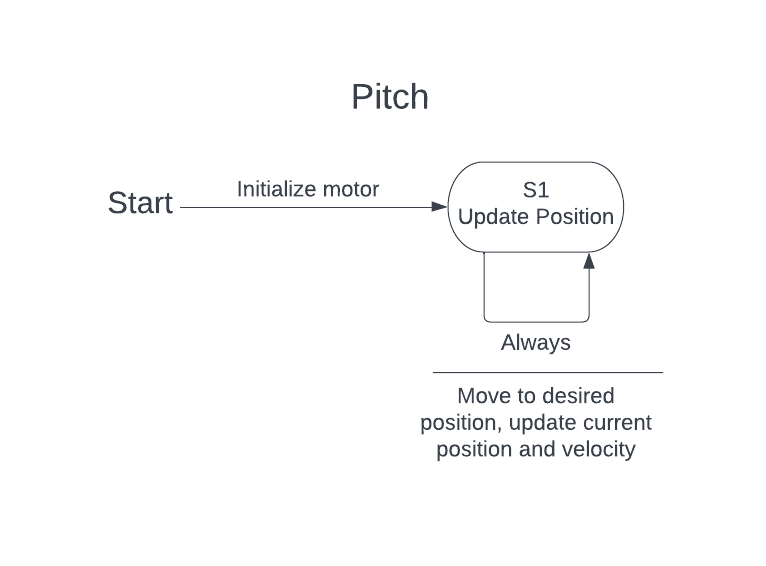 Pitch
Start
Initialize motor
S1
Update Position
Always
Move to desired
position, update current
position and velocity